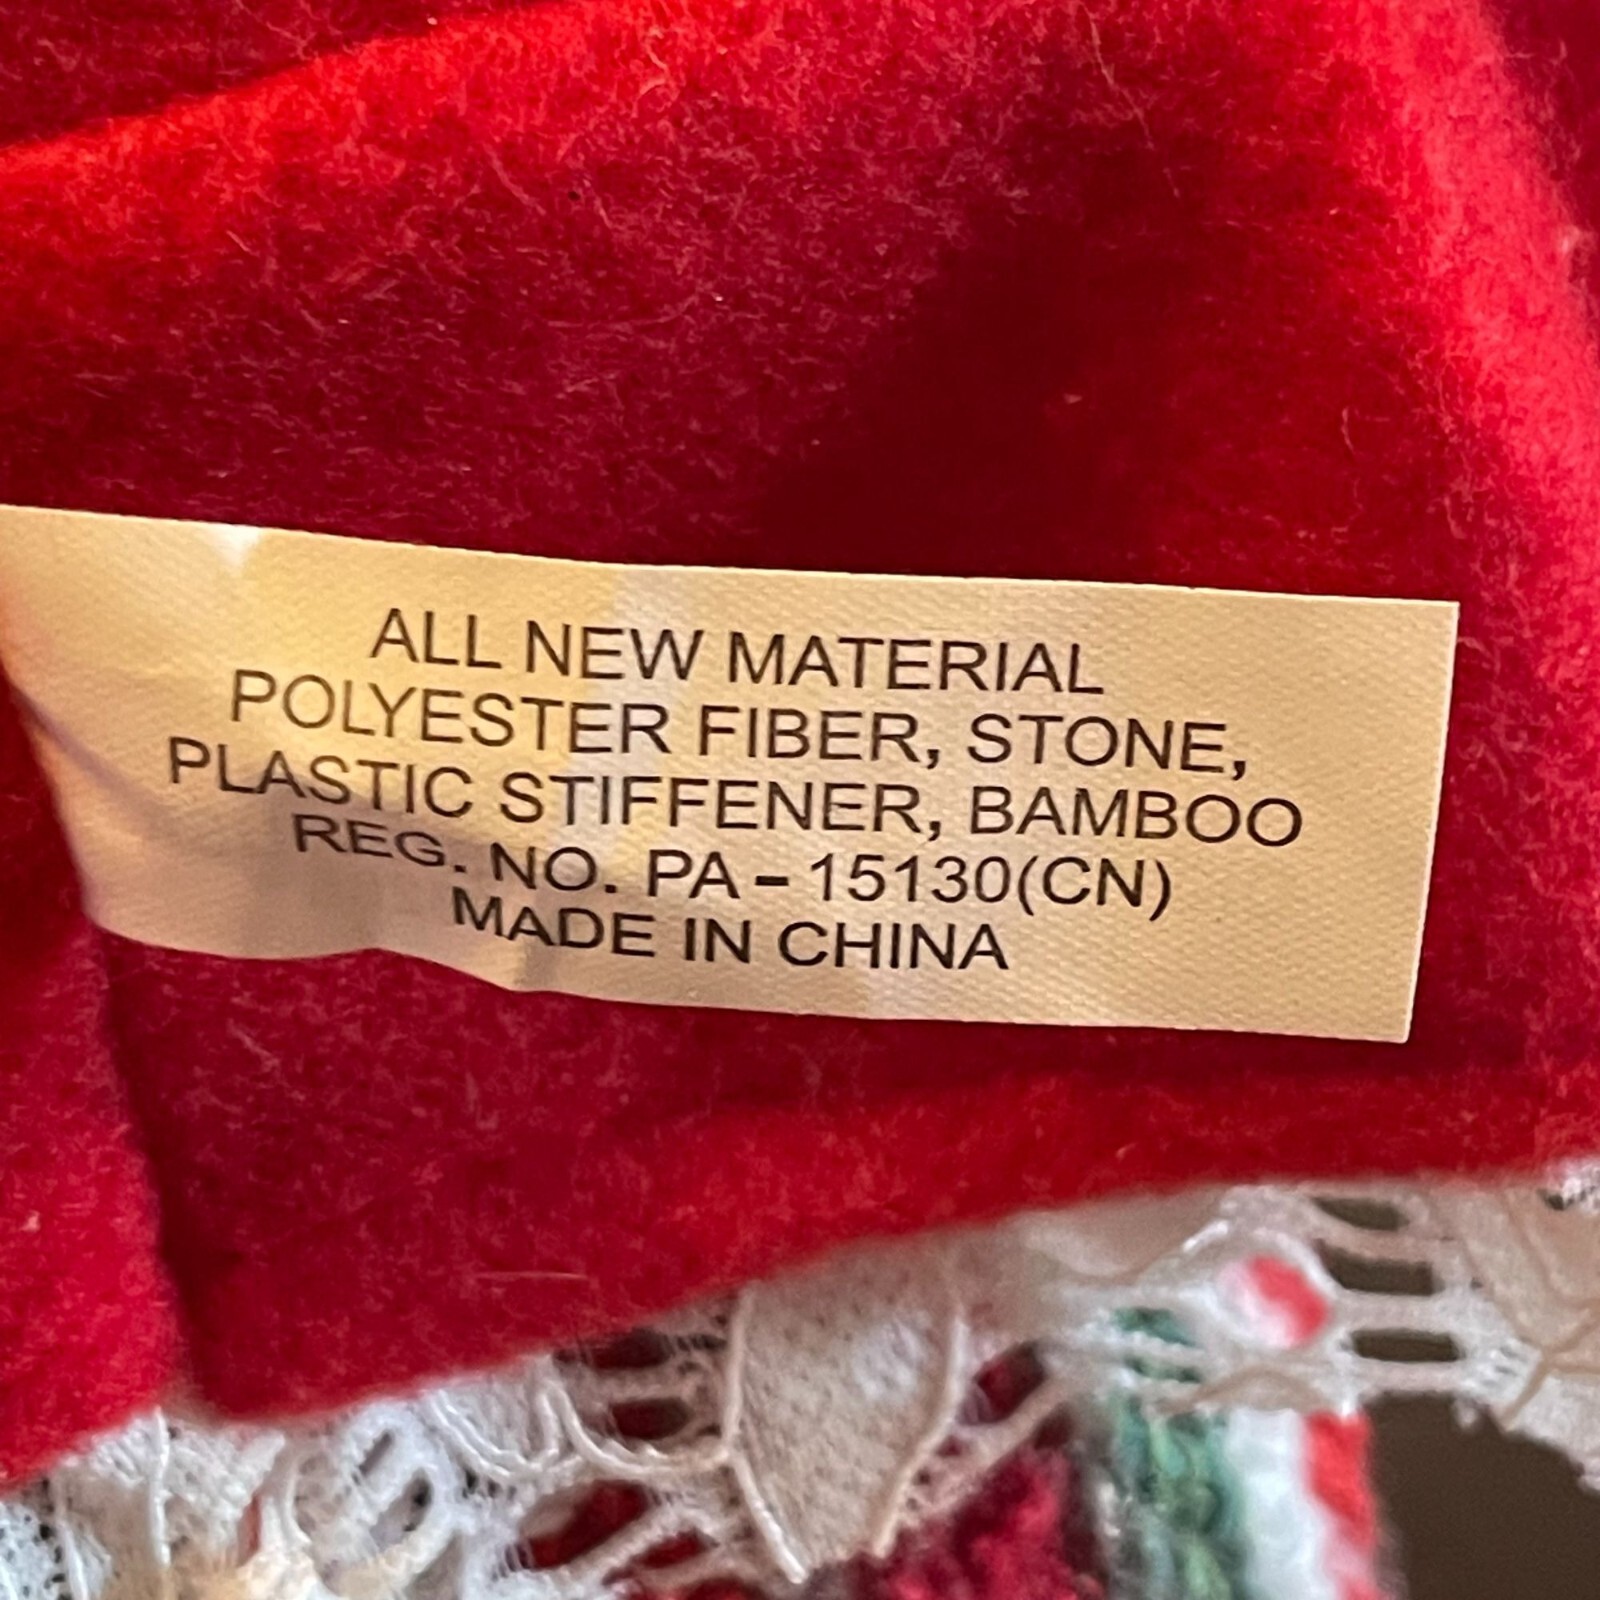 ALL NEW MATERIAL
POLYESTER FIBER, STONE,
PLASTIC STIFFENER, BAMBOO
REG. NO. PA - 15130(CN)
MADE IN CHINA